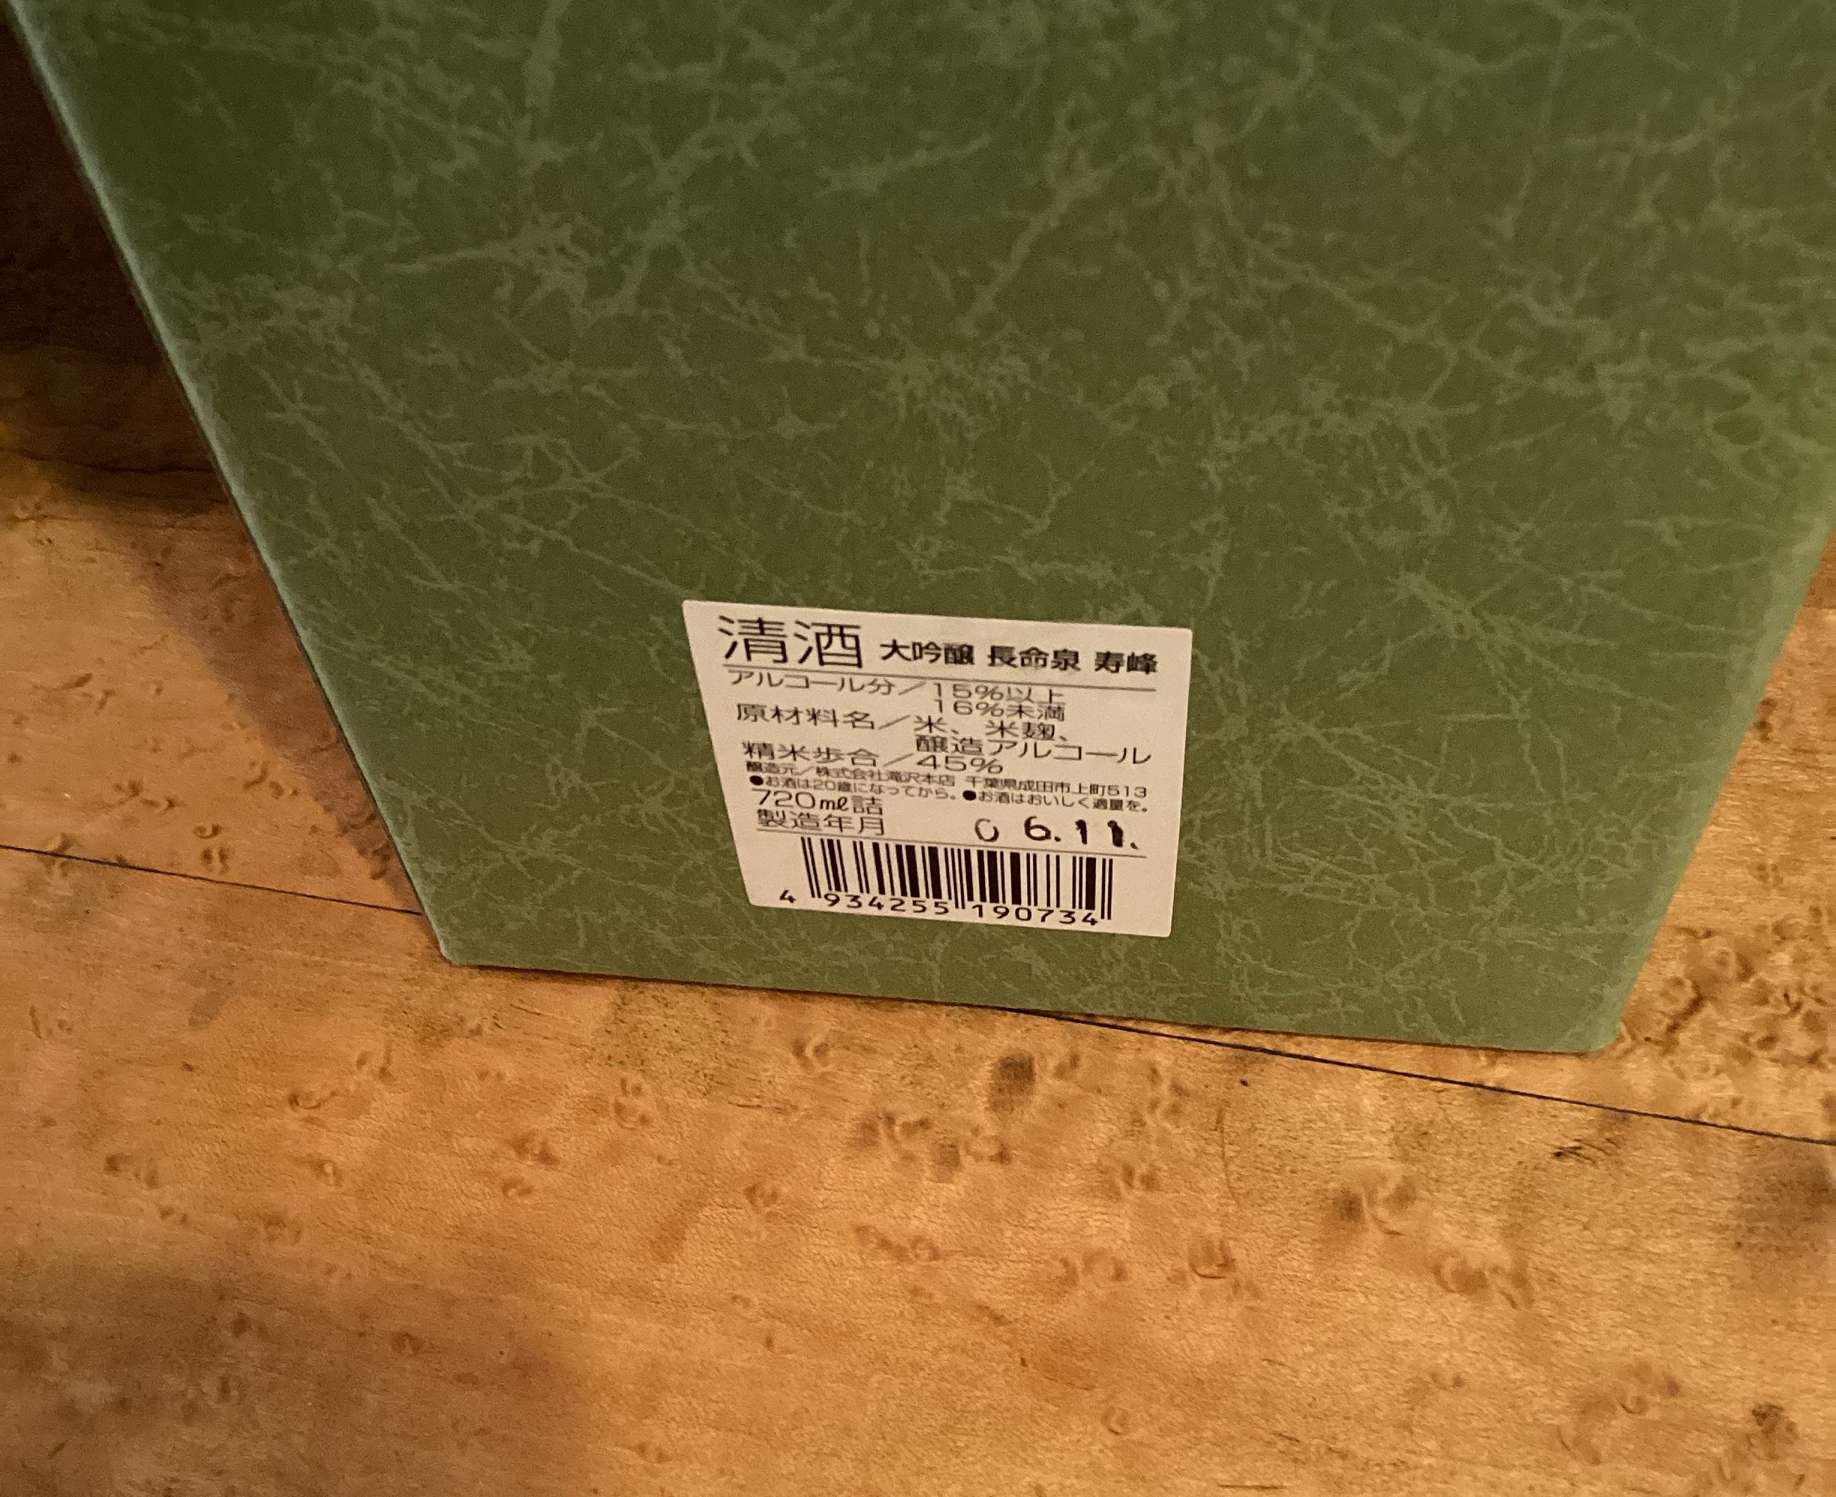 清酒 大吟醸 長命泉 寿峰
アルコール分／15%以上
16%未満
原材料名／米、米麹、
醸造アルコール
精米歩合／45%
醸造元／株式会社滝沢本店 千葉県成田市上町513
●お酒は20歳になってから。●お酒はおいしく適量を。
720㎖詰
製造年月 06.11.
4 934255 190734